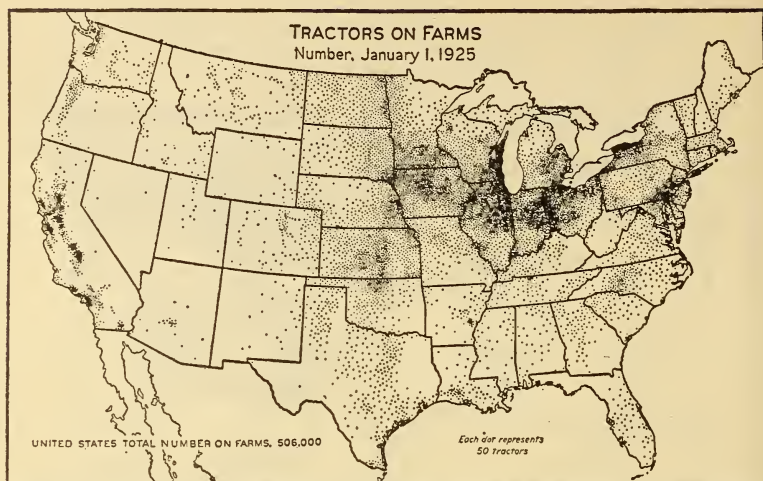 TRACTORS ON FARMS
Number, January 1, 1925
UNITED STATES TOTAL NUMBER ON FARMS, 506,000
Each dot represents
50 tractors